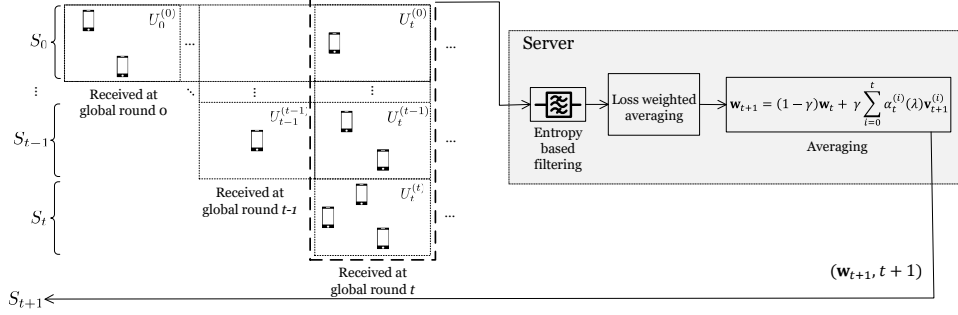 S_0
U_0^{(0)}
...
U_t^{(0)}
...
Received at
global round 0
⋮
⋱
⋮
⋮
S_{t−1}
U_{t−1}^{(t−1)}
U_t^{(t−1)}
...
Received at
global round t-1
S_t
U_t^{(t)}
...
Received at
global round t
Server
Entropy
based
filtering
Loss weighted
averaging
w_{t+1} = (1 − γ)w_t + γ ∑_{i=0}^{t} α_t^{(i)}(λ)v_{t+1}^{(i)}
Averaging
(w_{t+1}, t + 1)
S_{t+1}